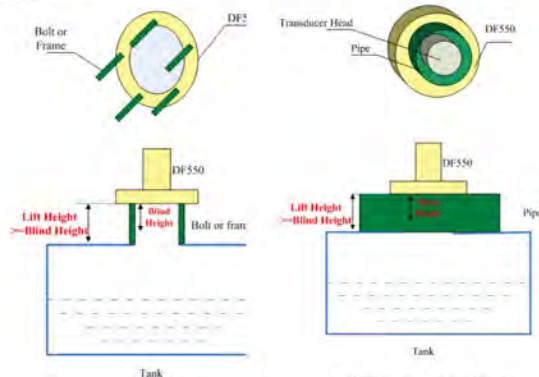 Bolt or
Frame
DF5
Transducer Head
Pipe
DF550
DF550
Lift Height
>=Blind Height
Blind
Height
Bolt or fram
Tank
DF550
Lift Height
>=Blind Height
Height
Pipe
Tank